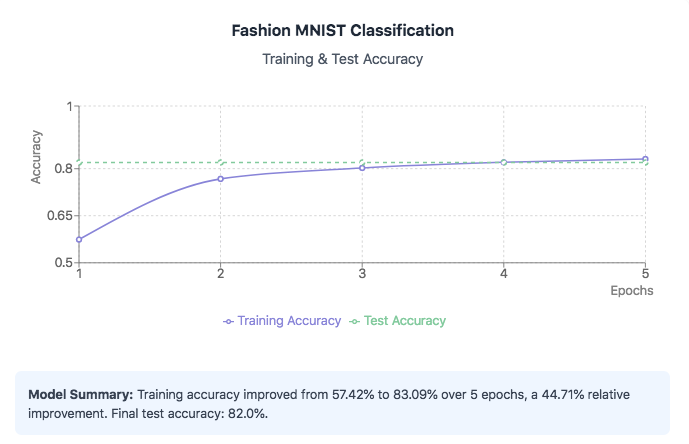 Fashion MNIST Classification
Training & Test Accuracy
1
0.8
0.65
0.5
Accuracy
1 2 3 4 5
Epochs
Training Accuracy Test Accuracy
Model Summary: Training accuracy improved from 57.42% to 83.09% over 5 epochs, a 44.71% relative
improvement. Final test accuracy: 82.0%.